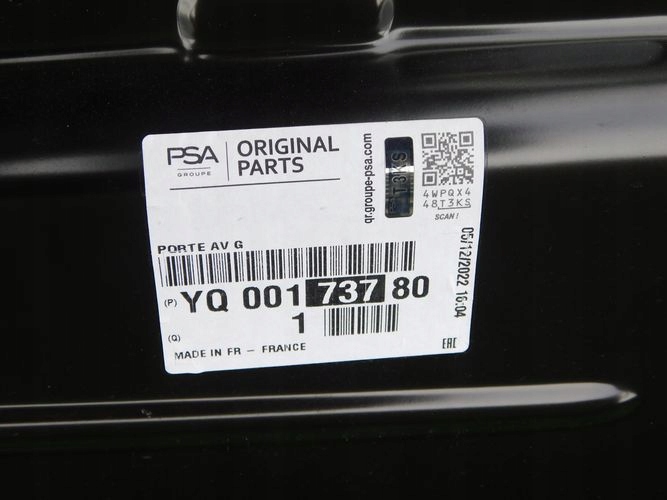 PSA
GROUPE
ORIGINAL
PARTS
qr.groupe-psa.com
T3KS
4WPQX4
48T3KS
SCAN!
PORTE AV G
05/12/2022 16:04
(P) YQ 001 737 80
(Q) 1
MADE IN FR - FRANCE
EAC